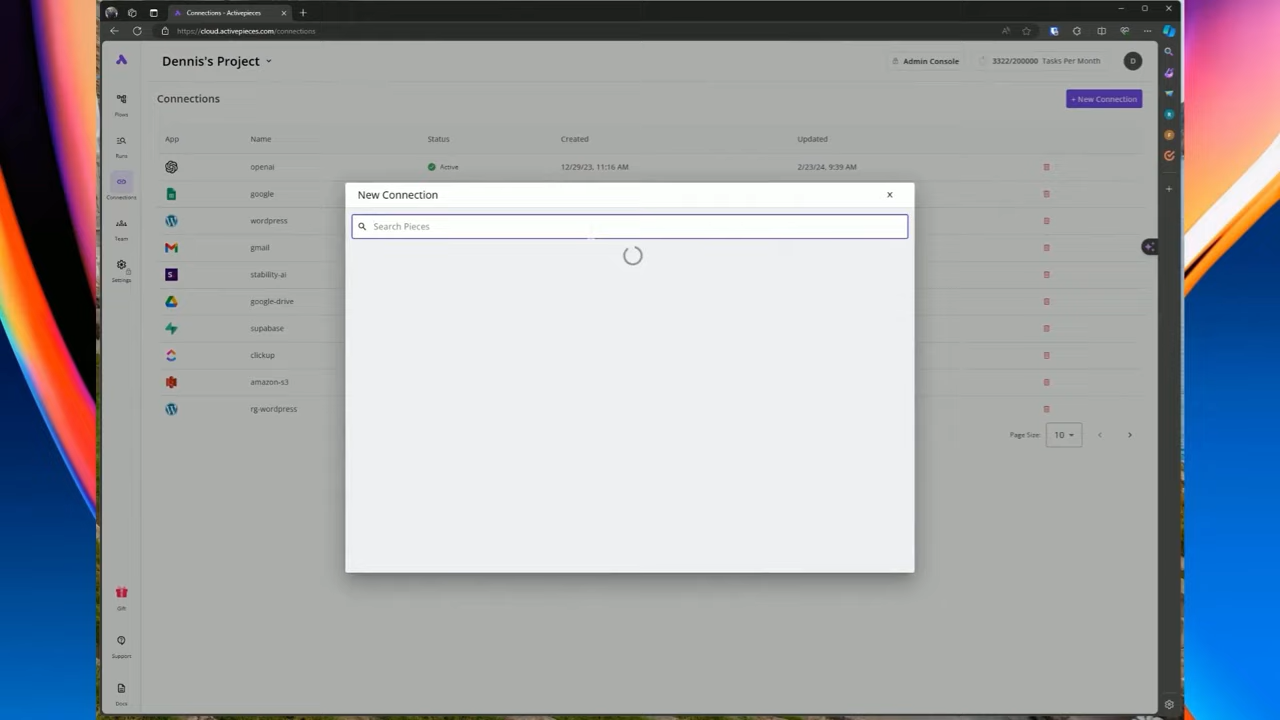 Connections - Activepieces
https://cloud.activepieces.com/connections
Dennis's Project
Admin Console
3322/200000 Tasks Per Month
D
Connections
+ New Connection
App Name Status Created Updated
openai Active 12/29/23, 11:16 AM 2/23/24, 9:39 AM
google
wordpress
gmail
S. stability-ai
google-drive
supabase
clickup
amazon-s3
rg-wordpress
Page Size: 10
New Connection
Search Pieces
Flows
Runs
Connections
Team
Settings
Gift
Support
Docs